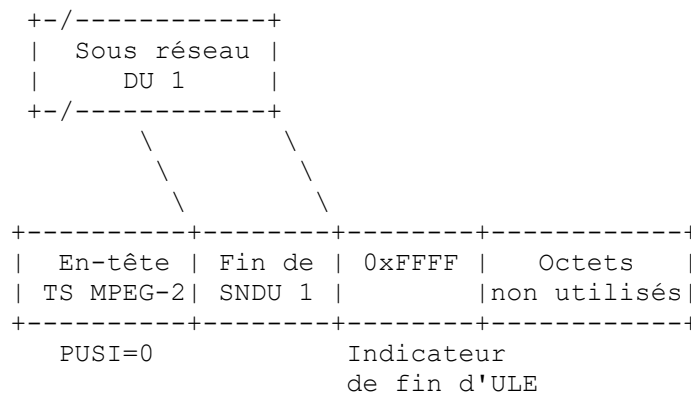 +-/------------+
|  Sous réseau |
|     DU 1     |
+-/------------+
\         \
\         \
\         \
+----------+--------+--------+------------+
|  En-tête | Fin de | 0xFFFF |   Octets   |
| TS MPEG-2| SNDU 1 |        |non utilisés|
+----------+--------+--------+------------+
PUSI=0             Indicateur
de fin d'ULE